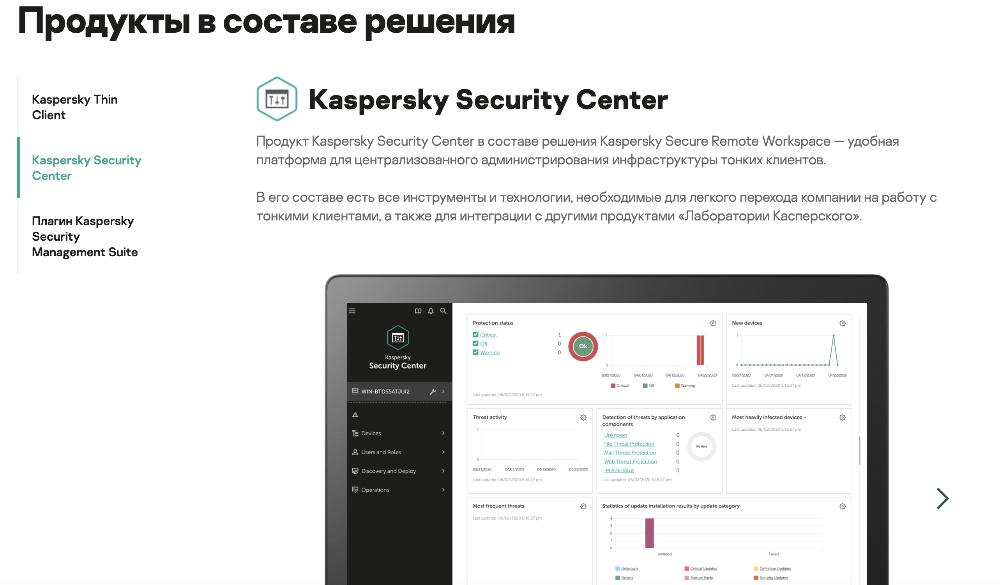 Продукты в составе решения
Kaspersky Thin
Client
Kaspersky Security
Center
Плагин Kaspersky
Security
Management Suite
Kaspersky Security Center
Продукт Kaspersky Security Center в составе решения Kaspersky Secure Remote Workspace — удобная
платформа для централизованного администрирования инфраструктуры тонких клиентов.
В его составе есть все инструменты и технологии, необходимые для легкого перехода компании на работу с
тонкими клиентами, а также для интеграции с другими продуктами «Лаборатории Касперского».
Kaspersky
Security Center
WIN-BTDS5ATJUI2
Devices
Users and Roles
Discovery and Deploy
Operations
Protection status
Critical 1
OK 0
Warning 0
Ok
1
0
03/21/2020 04/01/2020 04/12/2020 04/22/2020
Critical OK Warning
Last updated: 06/02/2020 6:16:27 pm
New devices
1
0
03/21/2020 04/01/2020 04/12/2020 04/22/2020
Last updated: 06/02/2020 6:16:27 pm
Threat activity
1
0
03/21/2020 04/01/2020 04/12/2020 04/22/2020
Last updated: 06/02/2020 6:16:27 pm
Detection of threats by application
components
Unknown 0
File Threat Protection 0
Mail Threat Protection 0
Web Threat Protection 0
IM Anti-Virus 0
No data
Last updated: 06/02/2020 6:16:27 pm
Most heavily infected devices
Last updated: 06/02/2020 6:16:27 pm
Most frequent threats
Last updated: 06/02/2020 6:16:27 pm
Statistics of update installation results by update category
4
3
2
1
0
Installed Failed
Unknown Critical Updates Definition Updates
Drivers Feature Packs Security Updates